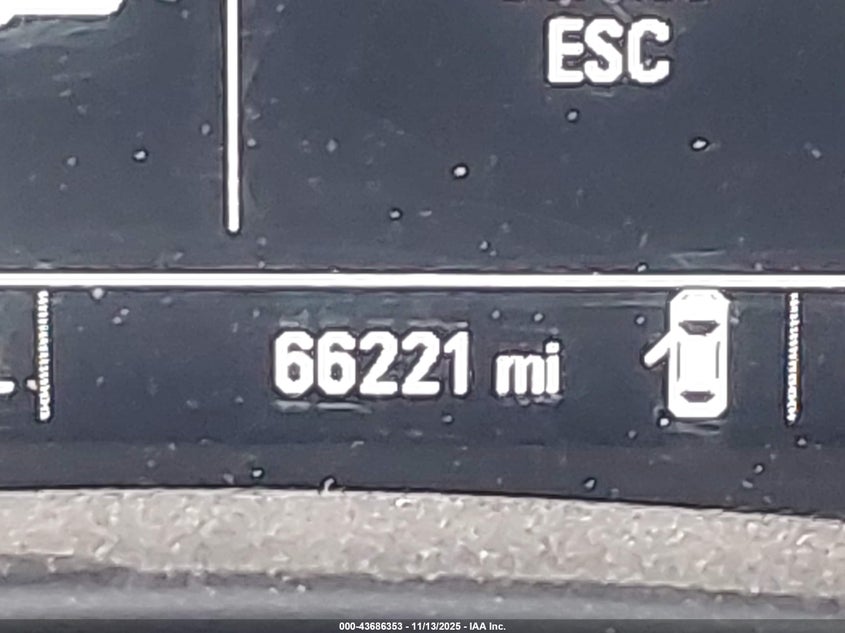 ESC
66221 mi
000-43686353 - 11/13/2025 - IAA Inc.